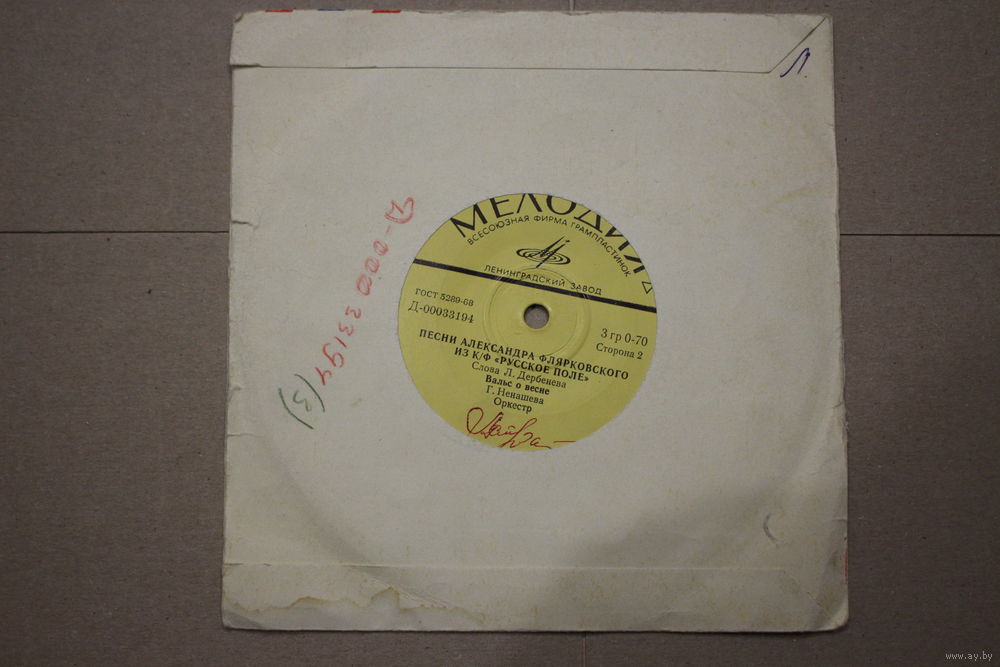 Л.
МЕЛОДИЯ
ВСЕСОЮЗНАЯ ФИРМА ГРАМПЛАСТИНОК
ЛЕНИНГРАДСКИЙ ЗАВОД
ГОСТ 5289-68
Д-00033194
3 гр 0-70
Сторона 2
ПЕСНИ АЛЕКСАНДРА ФЛЯРКОВСКОГО
ИЗ К/Ф «РУССКОЕ ПОЛЕ»
Слова Л. Дербенева
Вальс о весне
Г. Ненашева
Оркестр
Д-000 33194
(3)
www.ay.by